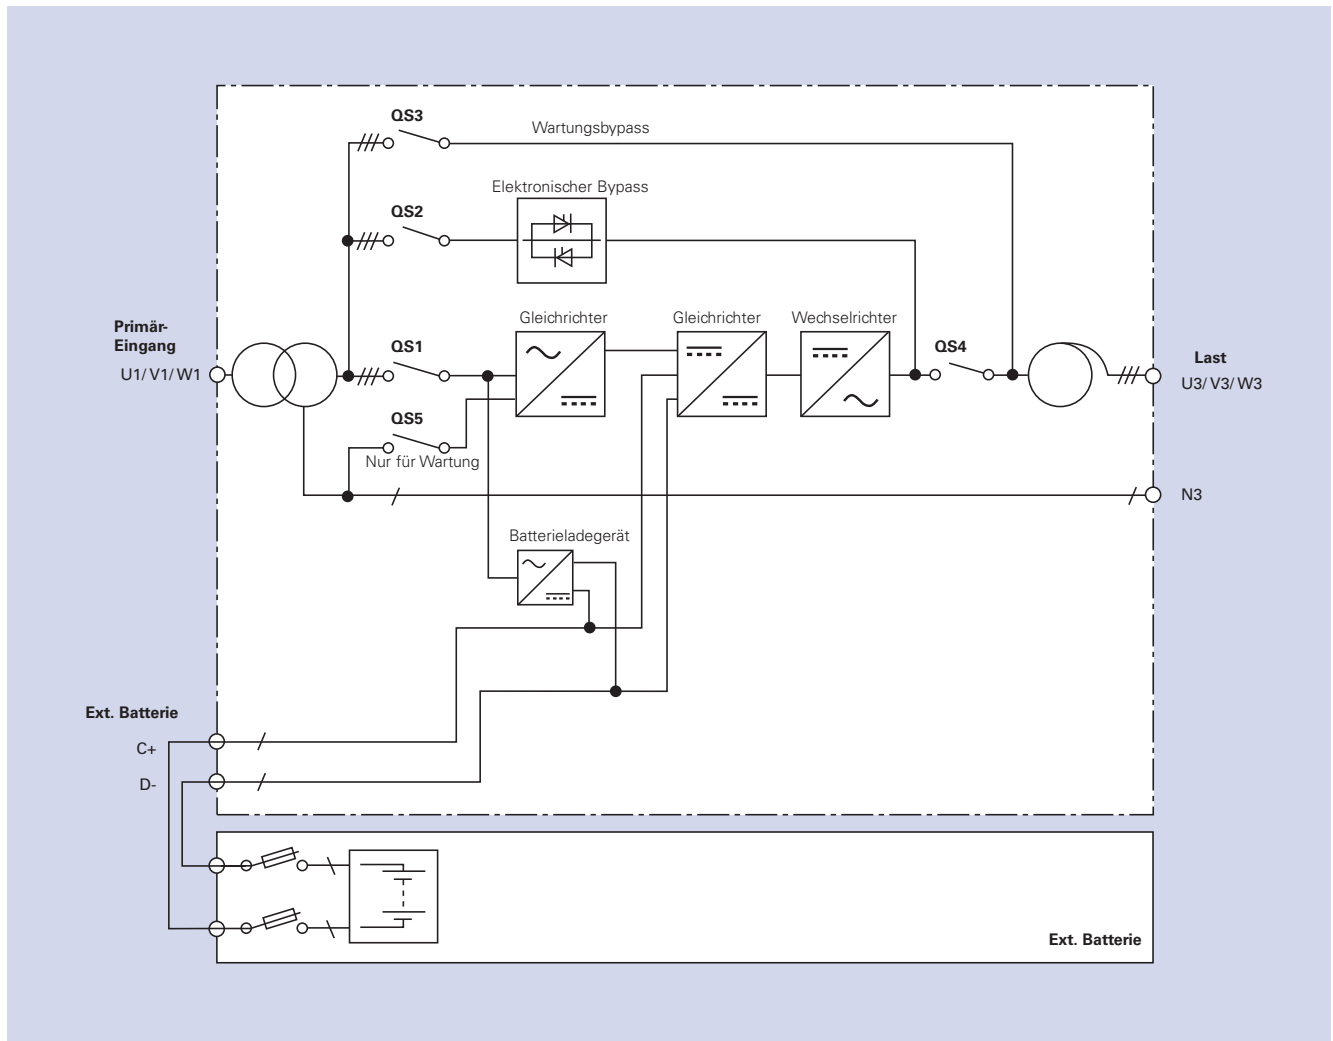 QS3
Wartungsbypass
Elektronischer Bypass
QS2
Gleichrichter
Gleichrichter
Wechselrichter
Primär-
Eingang
U1/V1/W1
QS1
QS4
Last
U3/V3/W3
QS5
Nur für Wartung
N3
Batterieladegerät
Ext. Batterie
C+
D-
Ext. Batterie